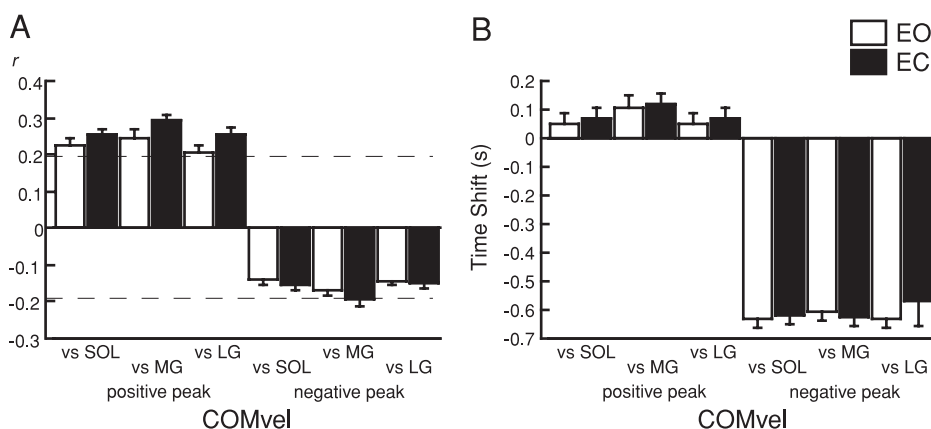 A
r
0.4
0.3
0.2
0.1
0
-0.1
-0.2
-0.3
vs SOL
vs MG
vs LG
vs SOL
vs MG
vs LG
positive peak
negative peak
COMvel
B
EO
EC
Time Shift (s)
0.2
0.1
0
-0.1
-0.2
-0.3
-0.4
-0.5
-0.6
-0.7
vs SOL
vs MG
vs LG
vs SOL
vs MG
vs LG
positive peak
negative peak
COMvel